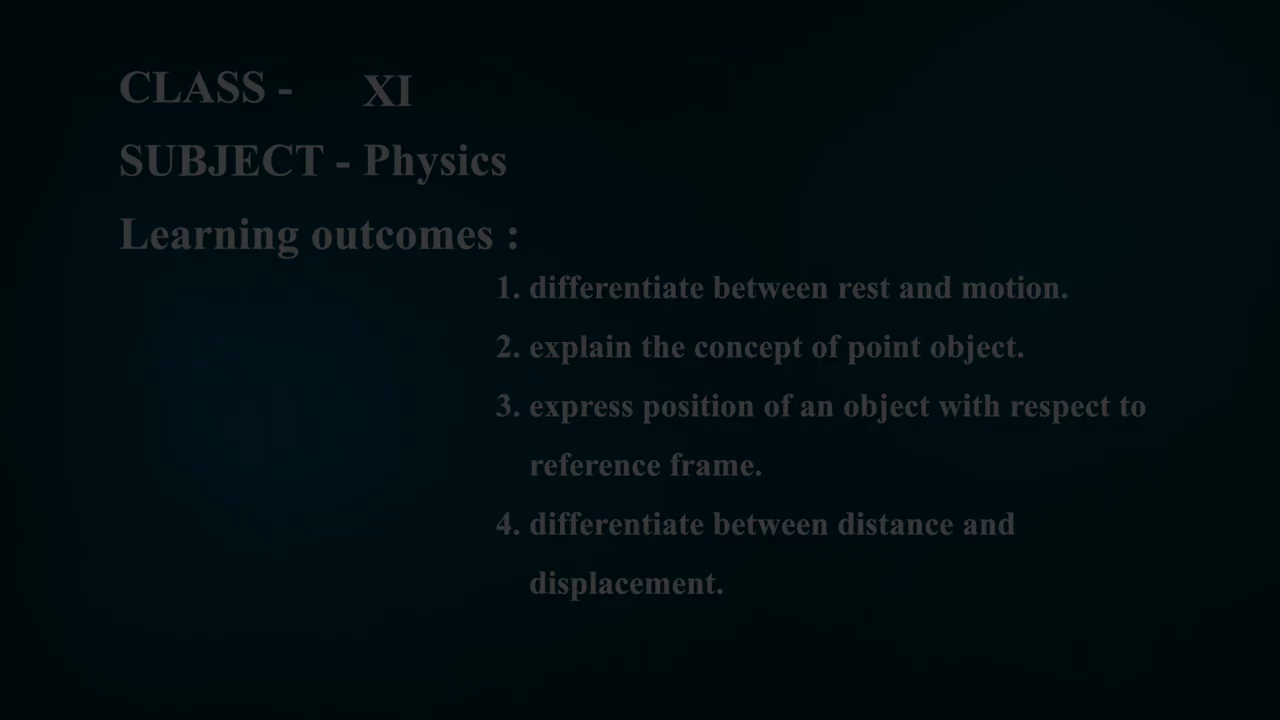 CLASS - XI
SUBJECT - Physics
Learning outcomes :
1. differentiate between rest and motion.
2. explain the concept of point object.
3. express position of an object with respect to
reference frame.
4. differentiate between distance and
displacement.